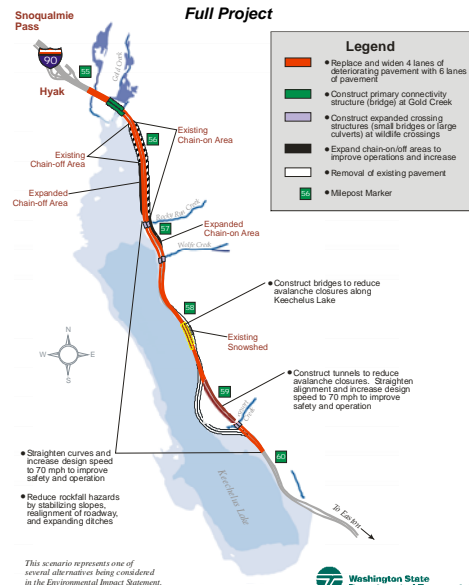 Full Project
Snoqualmie
Pass
90
Hyak
55
Gold Creek
56
Existing
Chain-on Area
Existing
Chain-off Area
Expanded
Chain-off Area
Rocky Run Creek
57
Expanded
Chain-on Area
Wolfe Creek
Legend
• Replace and widen 4 lanes of
deteriorating pavement with 6 lanes
of pavement
• Construct primary connectivity
structure (bridge) at Gold Creek
• Construct expanded crossing
structures (small bridges or large
culverts) at wildlife crossings
• Expand chain-on/off areas to
improve operations and increase
• Removal of existing pavement
56 • Milepost Marker
• Construct bridges to reduce
avalanche closures along
Keechelus Lake
58
Existing
Snowshed
N
W E
S
• Construct tunnels to reduce
avalanche closures. Straighten
alignment and increase design
speed to 70 mph to improve
safety and operation
59
Creek
60
• Straighten curves and
increase design speed
to 70 mph to improve
safety and operation
• Reduce rockfall hazards
by stabilizing slopes,
realignment of roadway,
and expanding ditches
Keechelus Lake
To Easton
This scenario represents one of
several alternatives being considered
in the Environmental Impact Statement.
Washington State